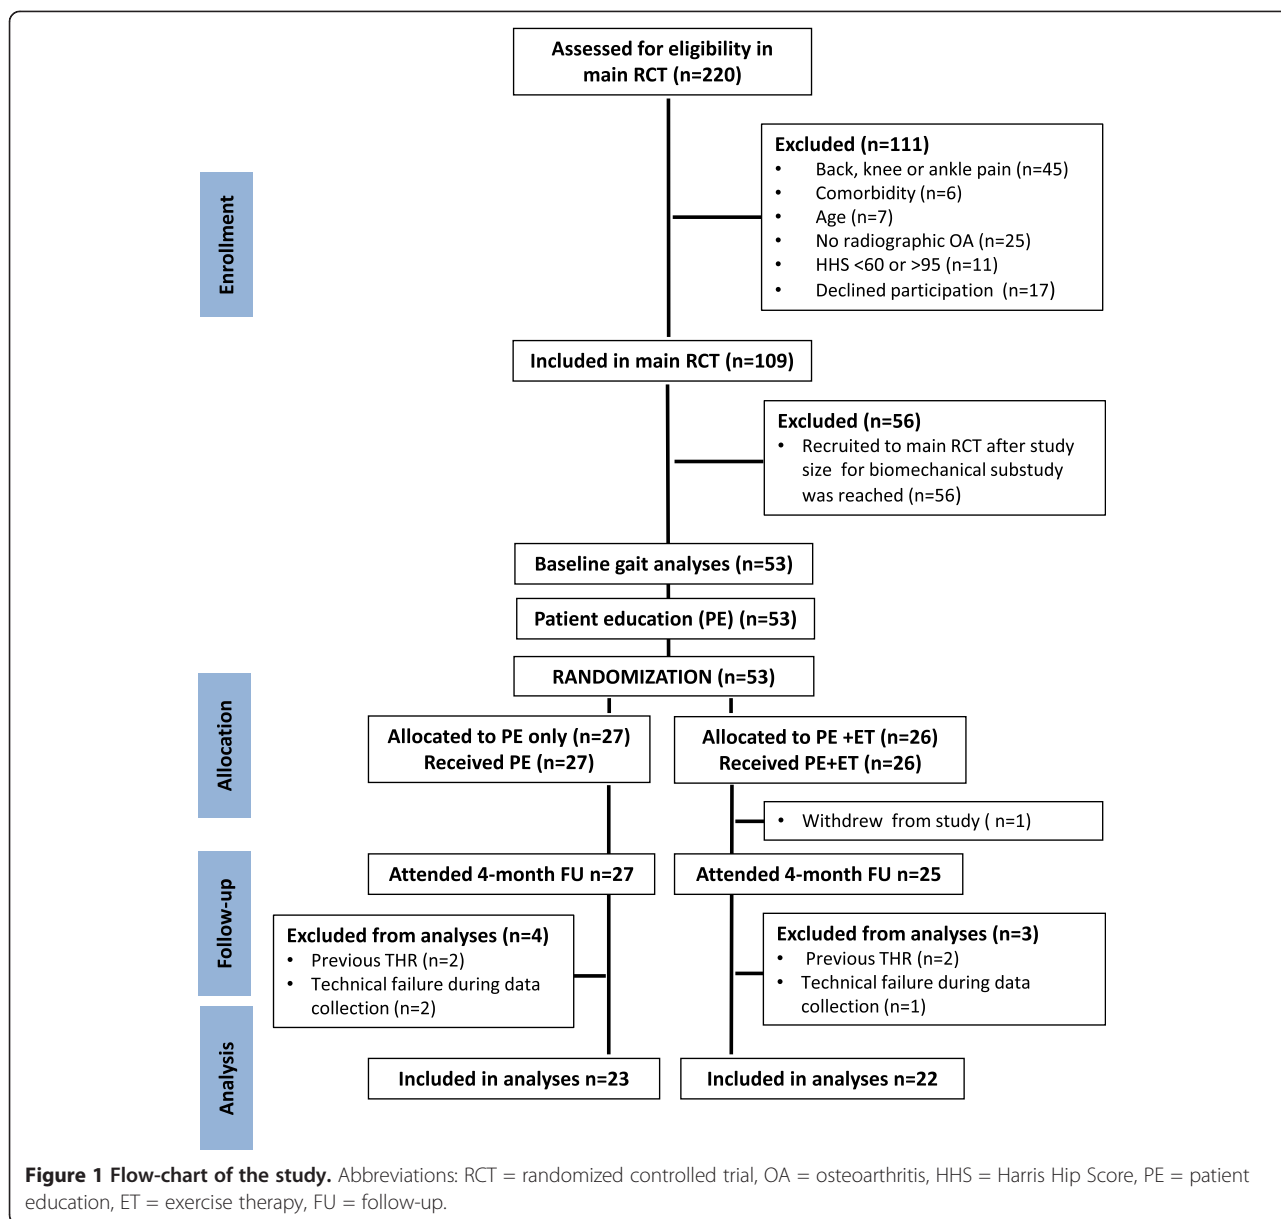 Assessed for eligibility in
main RCT (n=220)
Excluded (n=111)
• Back, knee or ankle pain (n=45)
• Comorbidity (n=6)
• Age (n=7)
• No radiographic OA (n=25)
• HHS <60 or >95 (n=11)
• Declined participation (n=17)
Enrollment
Included in main RCT (n=109)
Excluded (n=56)
• Recruited to main RCT after study
size for biomechanical substudy
was reached (n=56)
Baseline gait analyses (n=53)
Patient education (PE) (n=53)
RANDOMIZATION (n=53)
Allocation
Allocated to PE only (n=27)
Received PE (n=27)
Allocated to PE +ET (n=26)
Received PE+ET (n=26)
• Withdrew from study ( n=1)
Follow-up
Attended 4-month FU n=27
Attended 4-month FU n=25
Excluded from analyses (n=4)
• Previous THR (n=2)
• Technical failure during data
collection (n=2)
Excluded from analyses (n=3)
• Previous THR (n=2)
• Technical failure during data
collection (n=1)
Analysis
Included in analyses n=23
Included in analyses n=22
Figure 1 Flow-chart of the study. Abbreviations: RCT = randomized controlled trial, OA = osteoarthritis, HHS = Harris Hip Score, PE = patient
education, ET = exercise therapy, FU = follow-up.